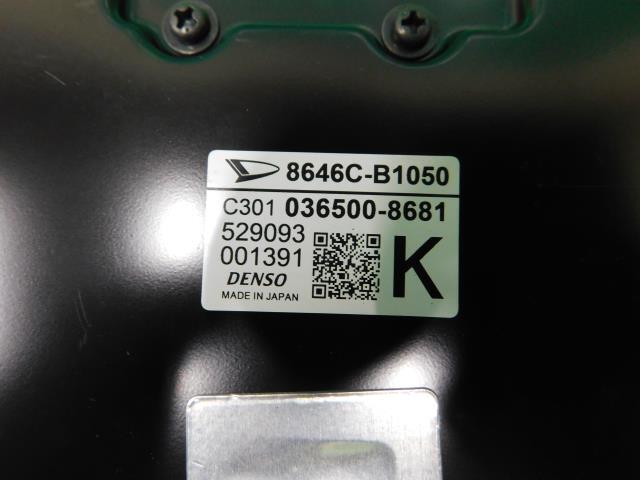 8646C-B1050
C301 036500-8681
529093
001391
K
DENSO
MADE IN JAPAN